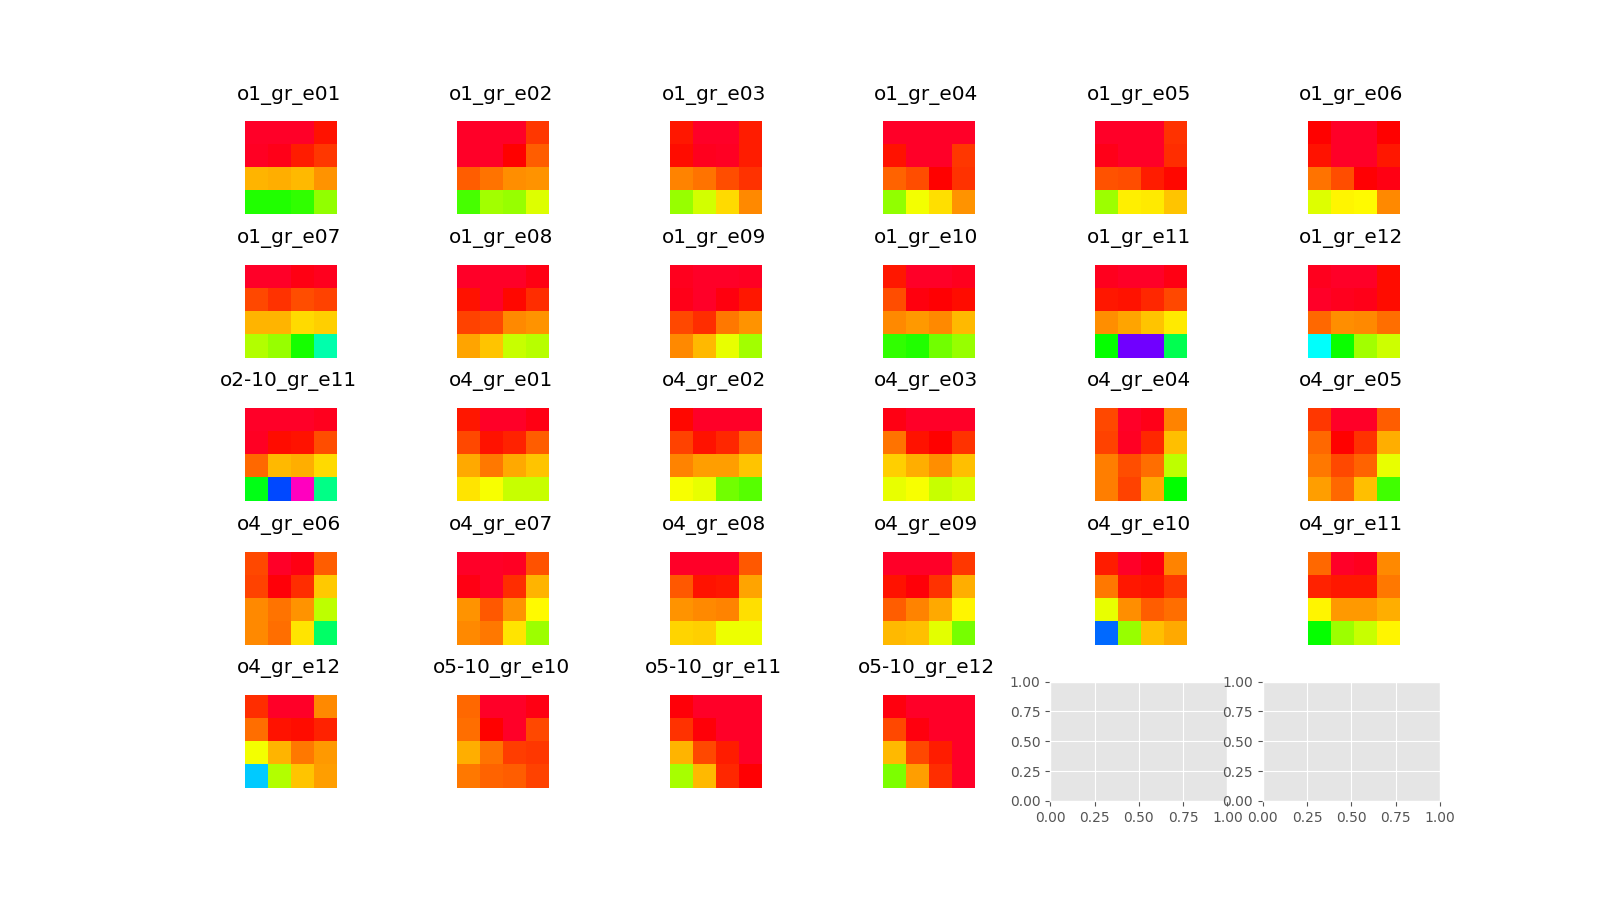 o1_gr_e01 o1_gr_e02 o1_gr_e03 o1_gr_e04 o1_gr_e05 o1_gr_e06
o1_gr_e07 o1_gr_e08 o1_gr_e09 o1_gr_e10 o1_gr_e11 o1_gr_e12
o2-10_gr_e11 o4_gr_e01 o4_gr_e02 o4_gr_e03 o4_gr_e04 o4_gr_e05
o4_gr_e06 o4_gr_e07 o4_gr_e08 o4_gr_e09 o4_gr_e10 o4_gr_e11
o4_gr_e12 o5-10_gr_e10 o5-10_gr_e11 o5-10_gr_e12
1.00 1.00
0.75 0.75
0.50 0.50
0.25 0.25
0.00 0.00
0.00 0.25 0.50 0.75 1.00 0.00 0.25 0.50 0.75 1.00